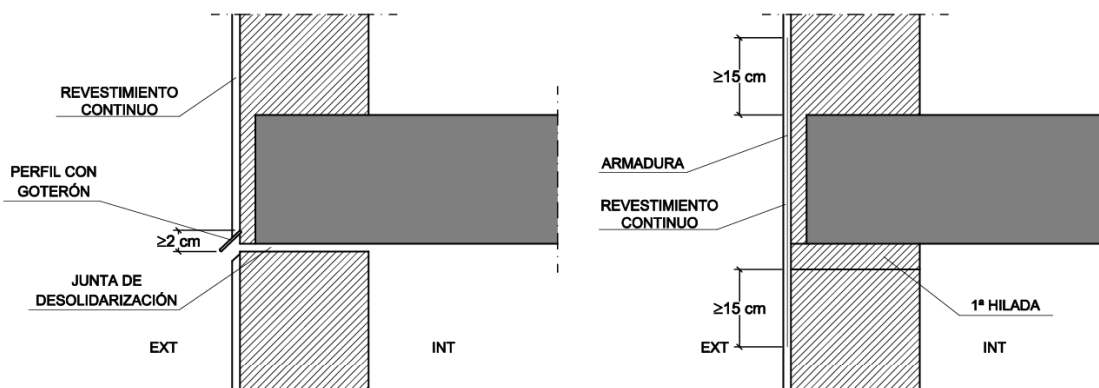 REVESTIMIENTO
CONTINUO
PERFIL CON
GOTERÓN
≥2 cm
JUNTA DE
DESOLIDARIZACIÓN
EXT
INT
≥15 cm
ARMADURA
REVESTIMIENTO
CONTINUO
≥15 cm
1ª HILADA
EXT
INT